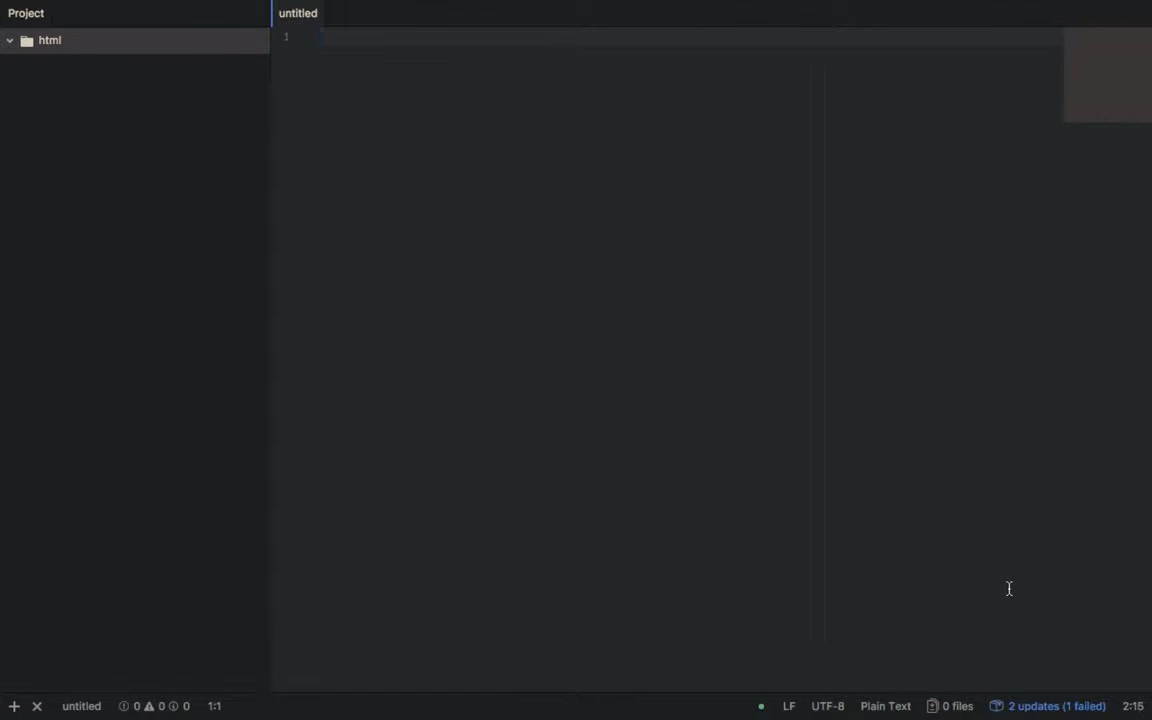 Project
untitled
html
1
untitled 0 0 0 1:1
LF UTF-8 Plain Text 0 files 2 updates (1 failed) 2:15